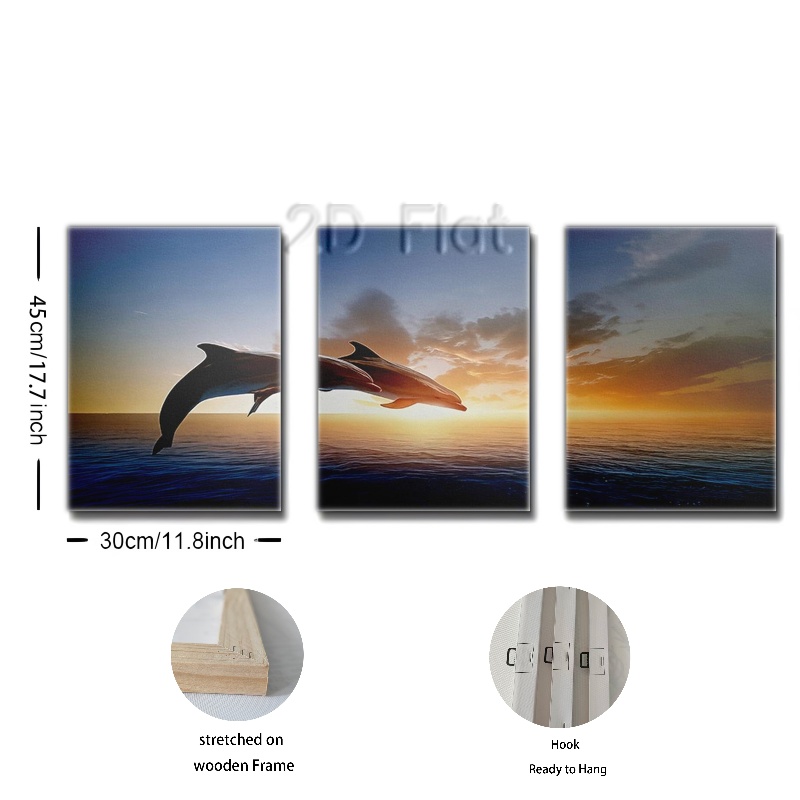 2D Flat
45cm/17.7inch
30cm/11.8inch
stretched on
wooden Frame
Hook
Ready to Hang